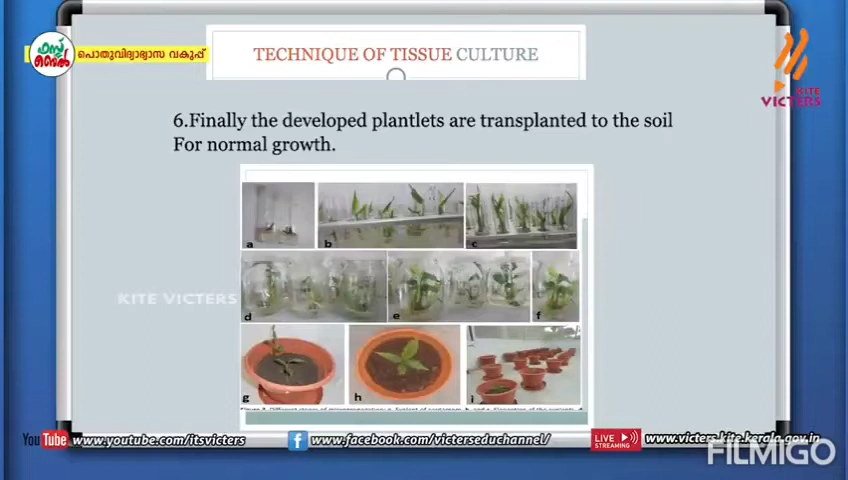 ഫസ്റ്റ് ബെൽ
പൊതുവിദ്യാഭ്യാസ വകുപ്പ്
TECHNIQUE OF TISSUE CULTURE
KITE
VICTERS
6.Finally the developed plantlets are transplanted to the soil
For normal growth.
a b c
d e f
KITE VICTERS
g h i
YouTube www.youtube.com/itsvicters
f www.facebook.com/victerseduchannel/
LIVE STREAMING www.victers.kite.kerala.gov.in
FILMIGO